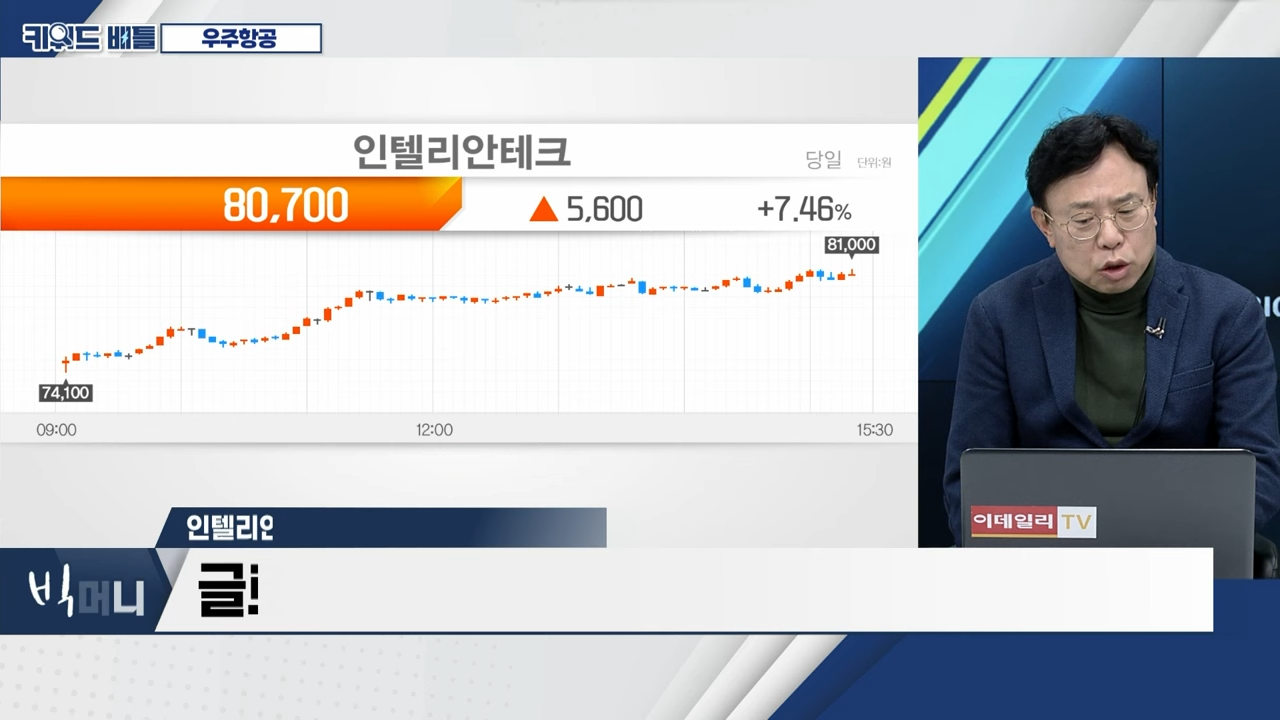 키워드 배틀 우주항공
인텔리안테크
당일 단위:원
80,700 ▲ 5,600 +7.46%
81,000
74,100
09:00 12:00 15:30
이데일리 TV
인텔리안
빅머니
글!